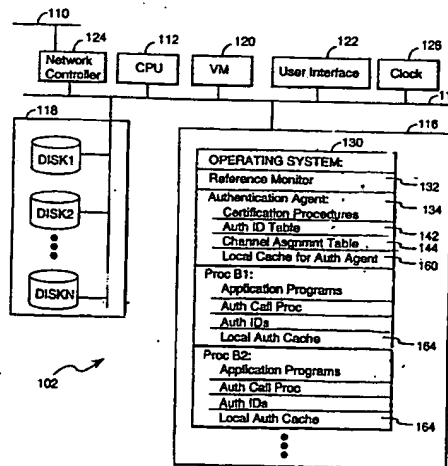 110
124
112
120
122
126
Network
Controller
CPU
VM
User Interface
Clock
11
118
116
DISK1
DISK2
DISKN
130
OPERATING SYSTEM:
Reference Monitor
132
Authentication Agent:
134
Certification Procedures
Auth ID Table
142
Channel Asgnmnt Table
144
Local Cache for Auth Agent
160
Proc B1:
Application Programs
Auth Call Proc
Auth IDs
Local Auth Cache
164
Proc B2:
Application Programs
Auth Call Proc
Auth IDs
Local Auth Cache
164
102